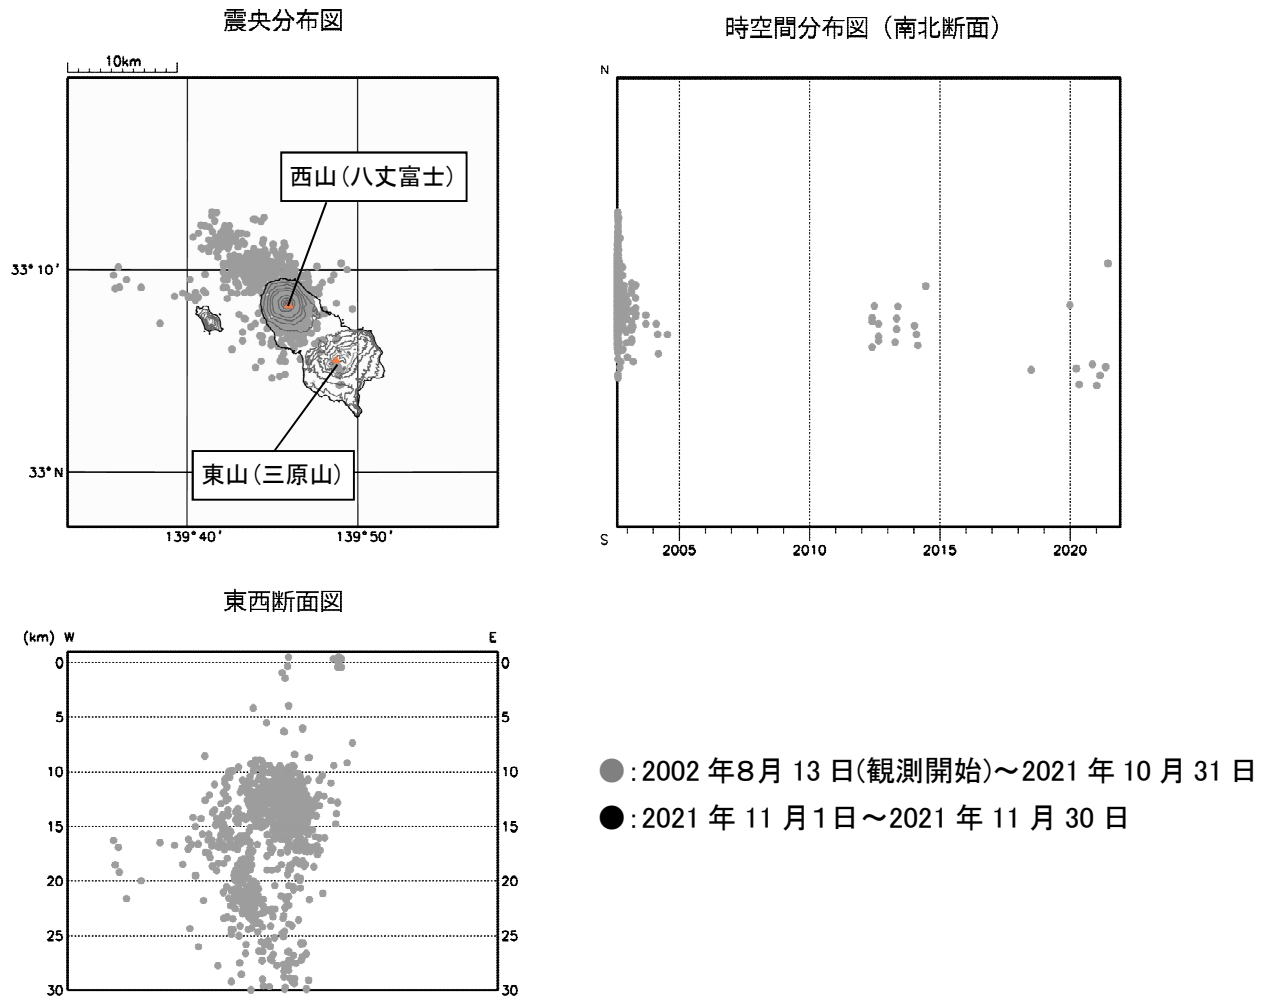 震央分布図
10km
西山(八丈富士)
33°10′
33°N
東山(三原山)
139°40′ 139°50′
時空間分布図(南北断面)
N
S
2005 2010 2015 2020
東西断面図
(km) W E
0 0
5 5
10 10
15 15
20 20
25 25
30 30
●:2002 年8月 13 日(観測開始)~2021 年 10 月 31 日
●:2021 年 11 月1日~2021 年 11 月 30 日